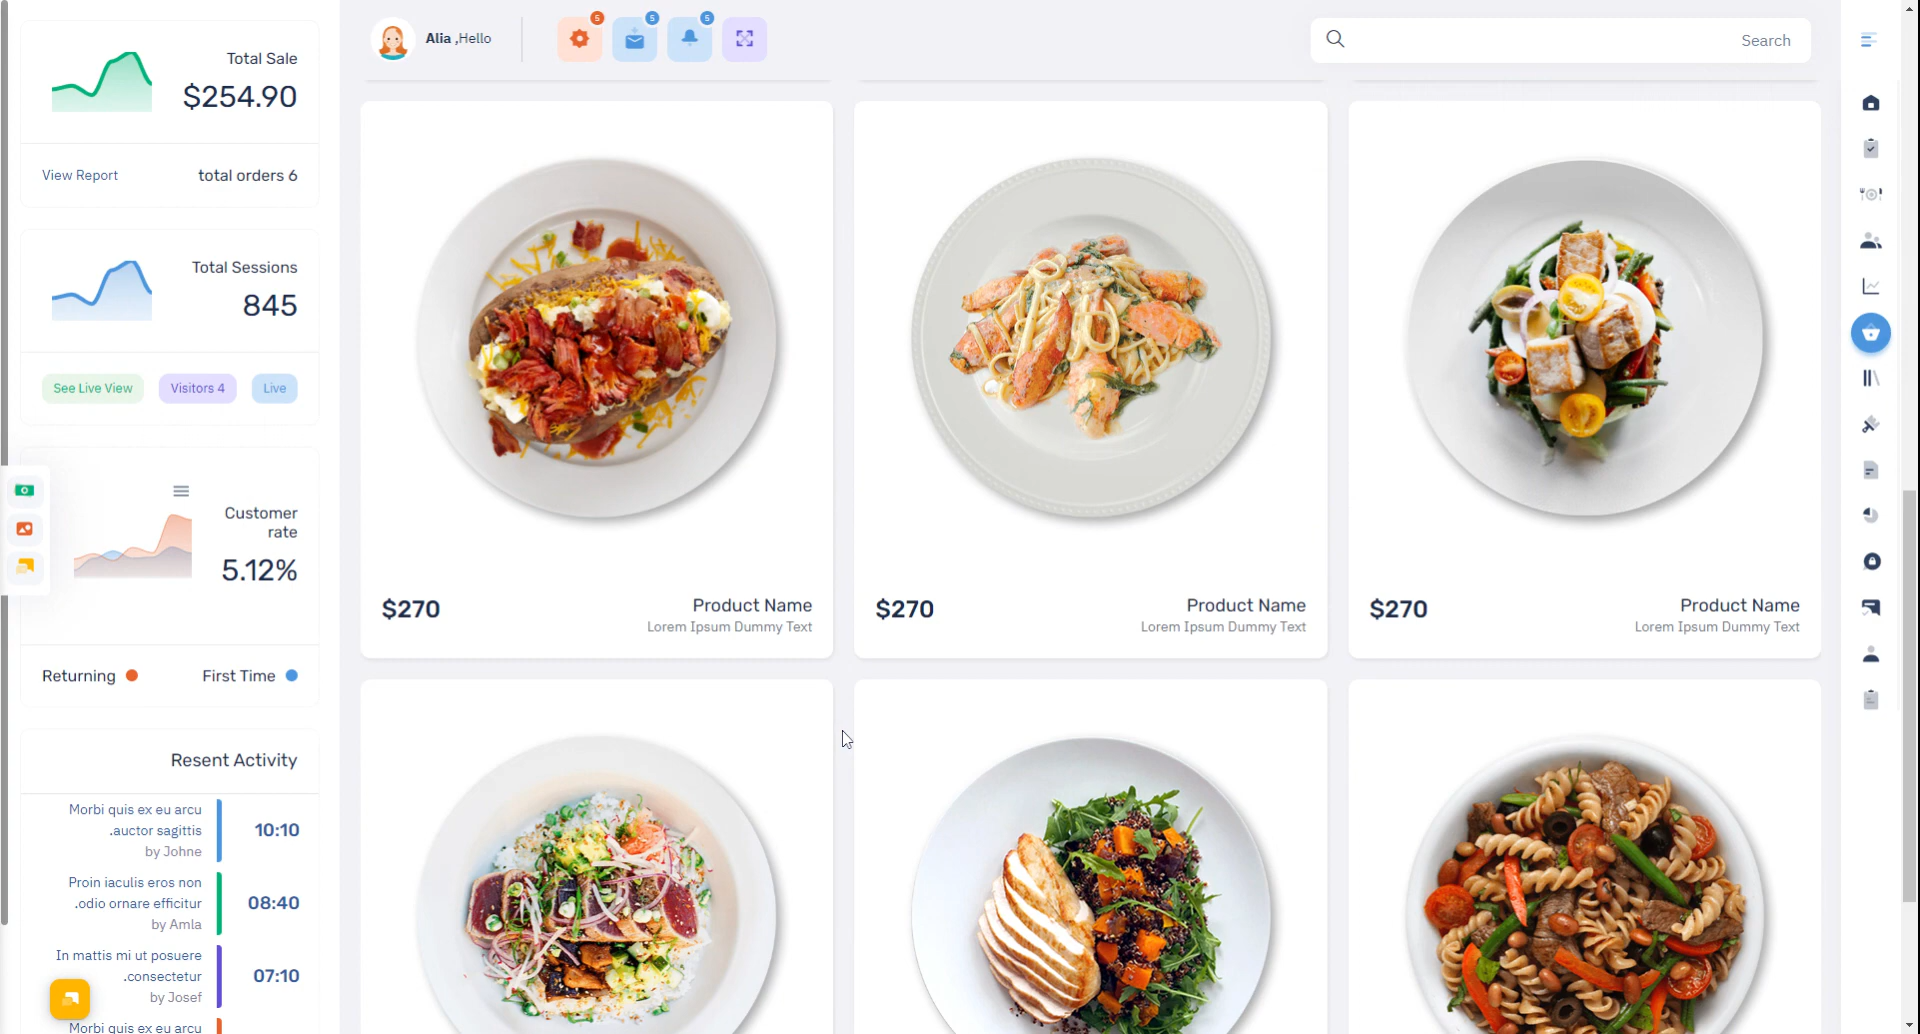 Total Sale
$254.90
View Report
total orders 6
Total Sessions
845
See Live View
Visitors 4
Live
Customer
rate
5.12%
Returning
First Time
Resent Activity
Morbi quis ex eu arcu
.auctor sagittis
by Johne
10:10
Proin iaculis eros non
.odio ornare efficitur
by Amla
08:40
In mattis mi ut posuere
.consectetur
by Josef
07:10
Morbi quis ex eu arcu
Alia ,Hello
5
5
5
Search
$270
Product Name
Lorem Ipsum Dummy Text
$270
Product Name
Lorem Ipsum Dummy Text
$270
Product Name
Lorem Ipsum Dummy Text